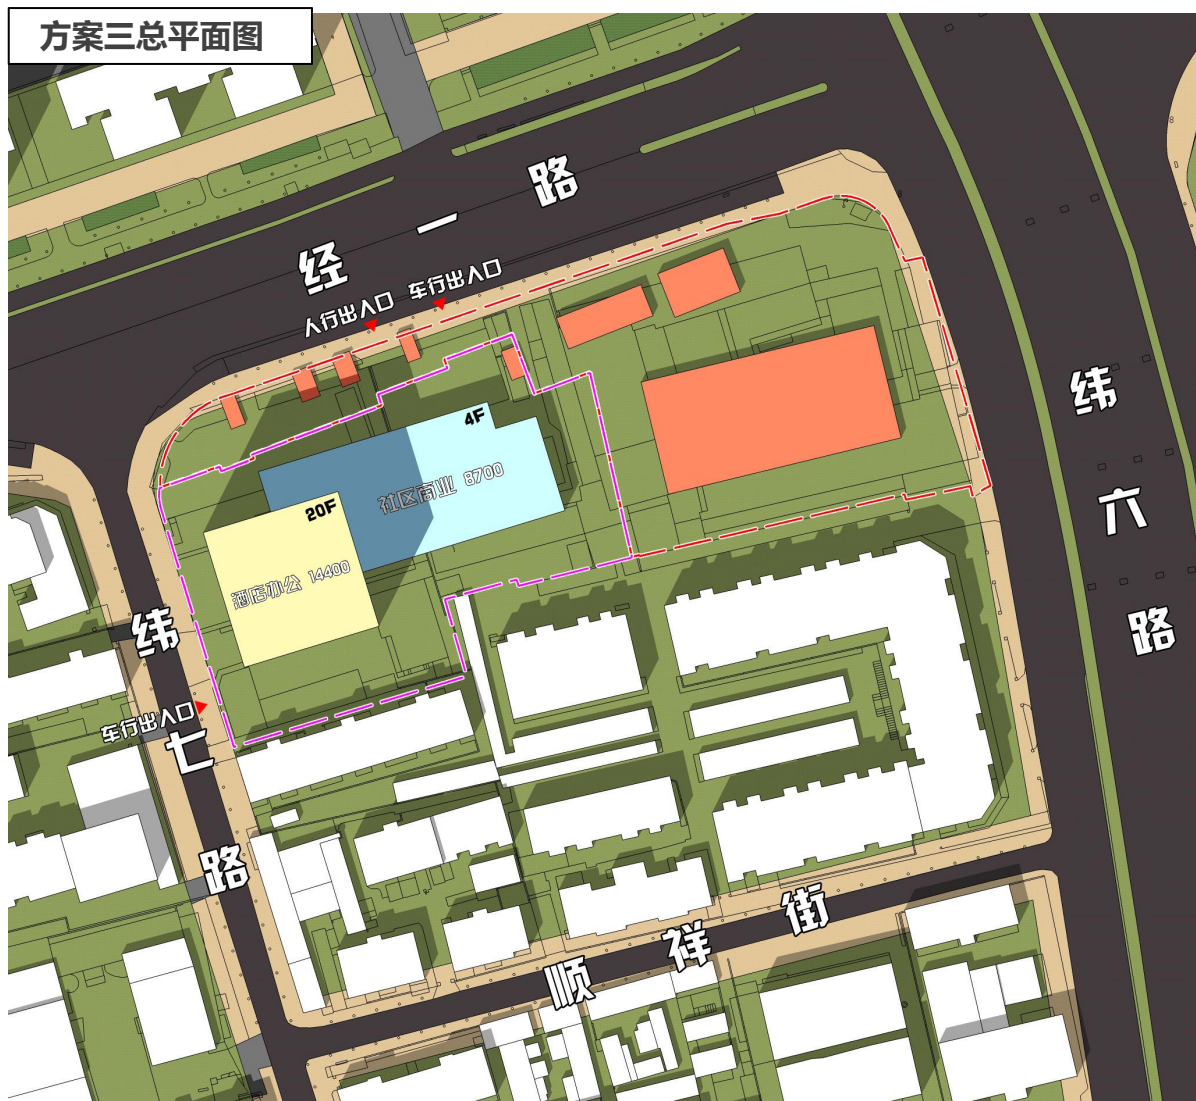 方案三总平面图
经一路
人行出入口
车行出入口
4F
社区商业 8700
20F
酒店办公 14400
纬六路
纬七路
车行出入口
顺祥街